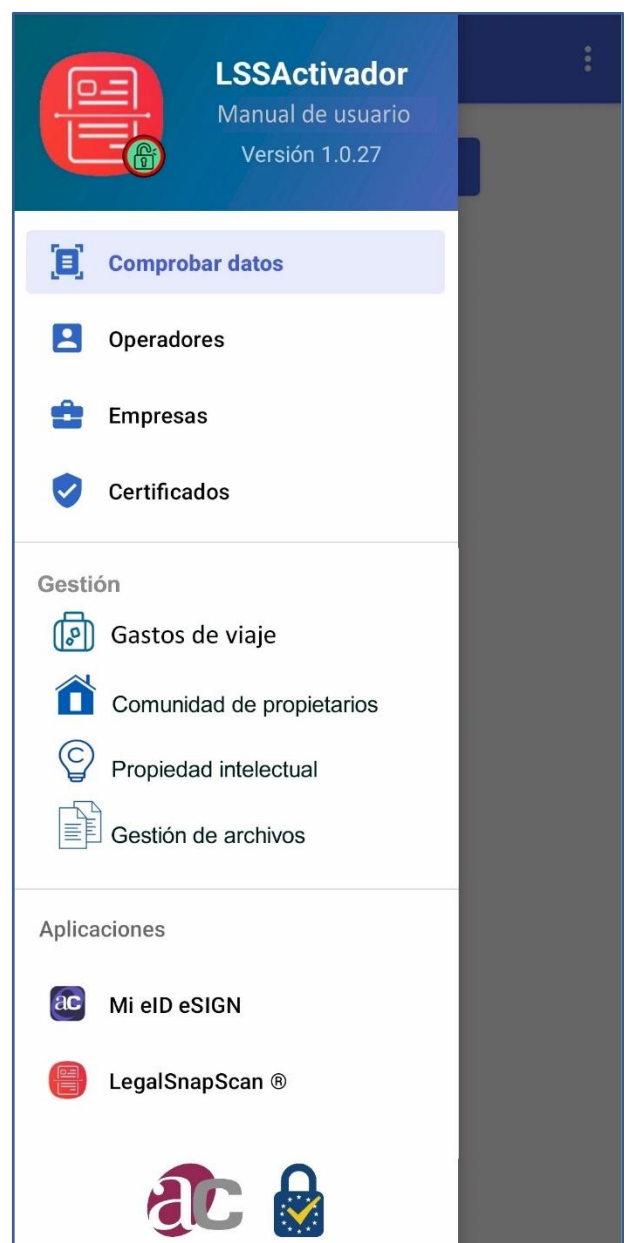 LSSActivador
Manual de usuario
Versión 1.0.27
Comprobar datos
Operadores
Empresas
Certificados
Gestión
Gastos de viaje
Comunidad de propietarios
Propiedad intelectual
Gestión de archivos
Aplicaciones
ac Mi eID eSIGN
LegalSnapScan ®
ac